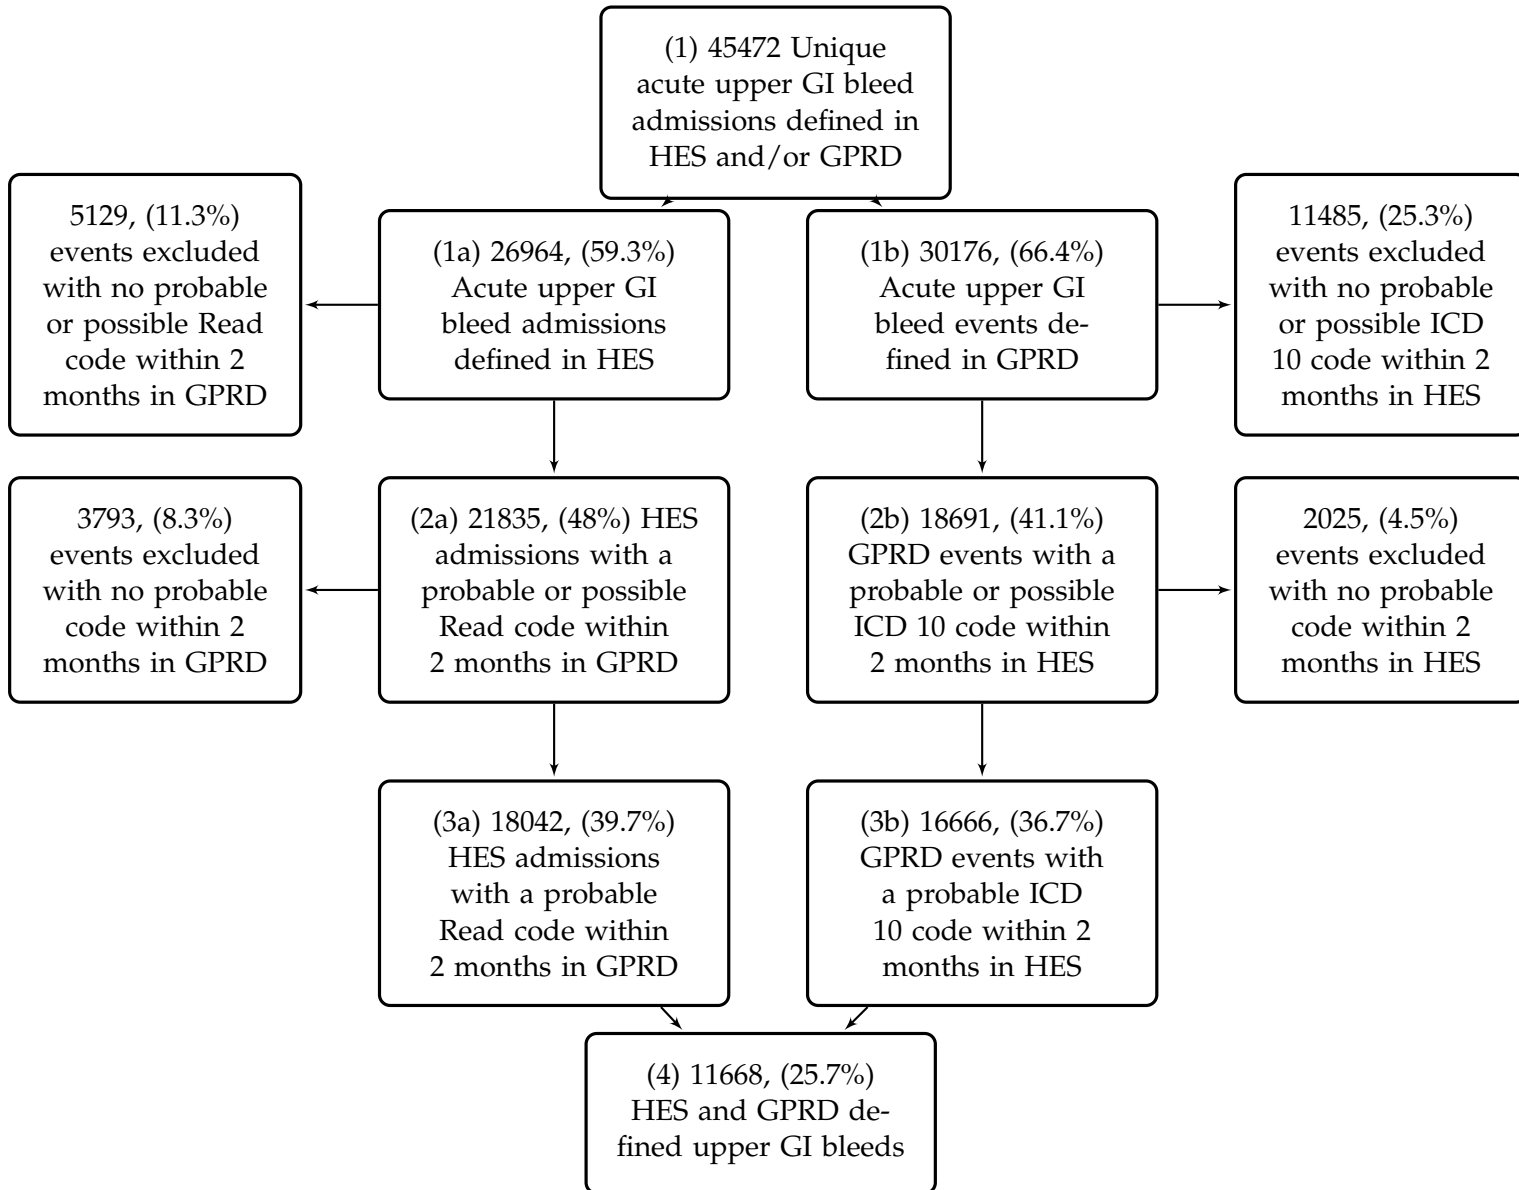 (1) 45472 Unique
acute upper GI bleed
admissions defined in
HES and/or GPRD
5129, (11.3%)
events excluded
with no probable
or possible Read
code within 2
months in GPRD
(1a) 26964, (59.3%)
Acute upper GI
bleed admissions
defined in HES
(1b) 30176, (66.4%)
Acute upper GI
bleed events de-
fined in GPRD
11485, (25.3%)
events excluded
with no probable
or possible ICD
10 code within 2
months in HES
3793, (8.3%)
events excluded
with no probable
code within 2
months in GPRD
(2a) 21835, (48%) HES
admissions with a
probable or possible
Read code within
2 months in GPRD
(2b) 18691, (41.1%)
GPRD events with a
probable or possible
ICD 10 code within
2 months in HES
2025, (4.5%)
events excluded
with no probable
code within 2
months in HES
(3a) 18042, (39.7%)
HES admissions
with a probable
Read code within
2 months in GPRD
(3b) 16666, (36.7%)
GPRD events with
a probable ICD
10 code within 2
months in HES
(4) 11668, (25.7%)
HES and GPRD de-
fined upper GI bleeds